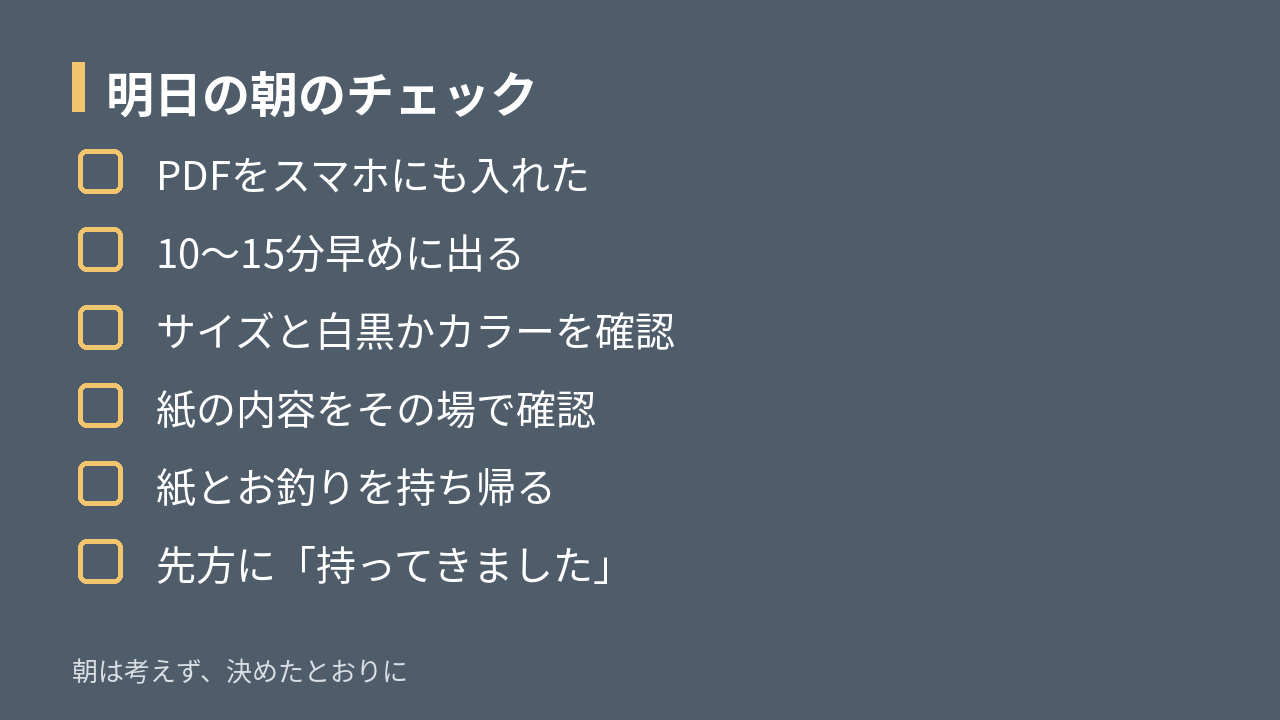 明日の朝のチェック
PDFをスマホにも入れた
10〜15分早めに出る
サイズと白黒かカラーを確認
紙の内容をその場で確認
紙とお釣りを持ち帰る
先方に「持ってきました」
朝は考えず、決めたとおりに